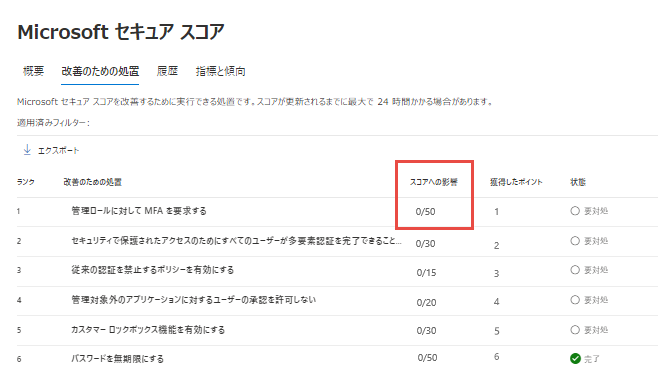 Microsoft セキュア スコア
概要 改善のための処置 履歴 指標と傾向
Microsoft セキュア スコアを改善するために実行できる処置です。スコアが更新されるまでに最大で 24 時間かかる場合があります。
適用済みフィルター:
エクスポート
ランク 改善のための処置 スコアへの影響 獲得したポイント 状態
1 管理ロールに対して MFA を要求する 0/50 1 要対処
2 セキュリティで保護されたアクセスのためにすべてのユーザーが多要素認証を完了できること... 0/30 2 要対処
3 従来の認証を禁止するポリシーを有効にする 0/15 3 要対処
4 管理対象外のアプリケーションに対するユーザーの承認を許可しない 0/20 4 要対処
5 カスタマー ロックボックス機能を有効にする 0/30 5 要対処
6 パスワードを無期限にする 0/50 6 完了